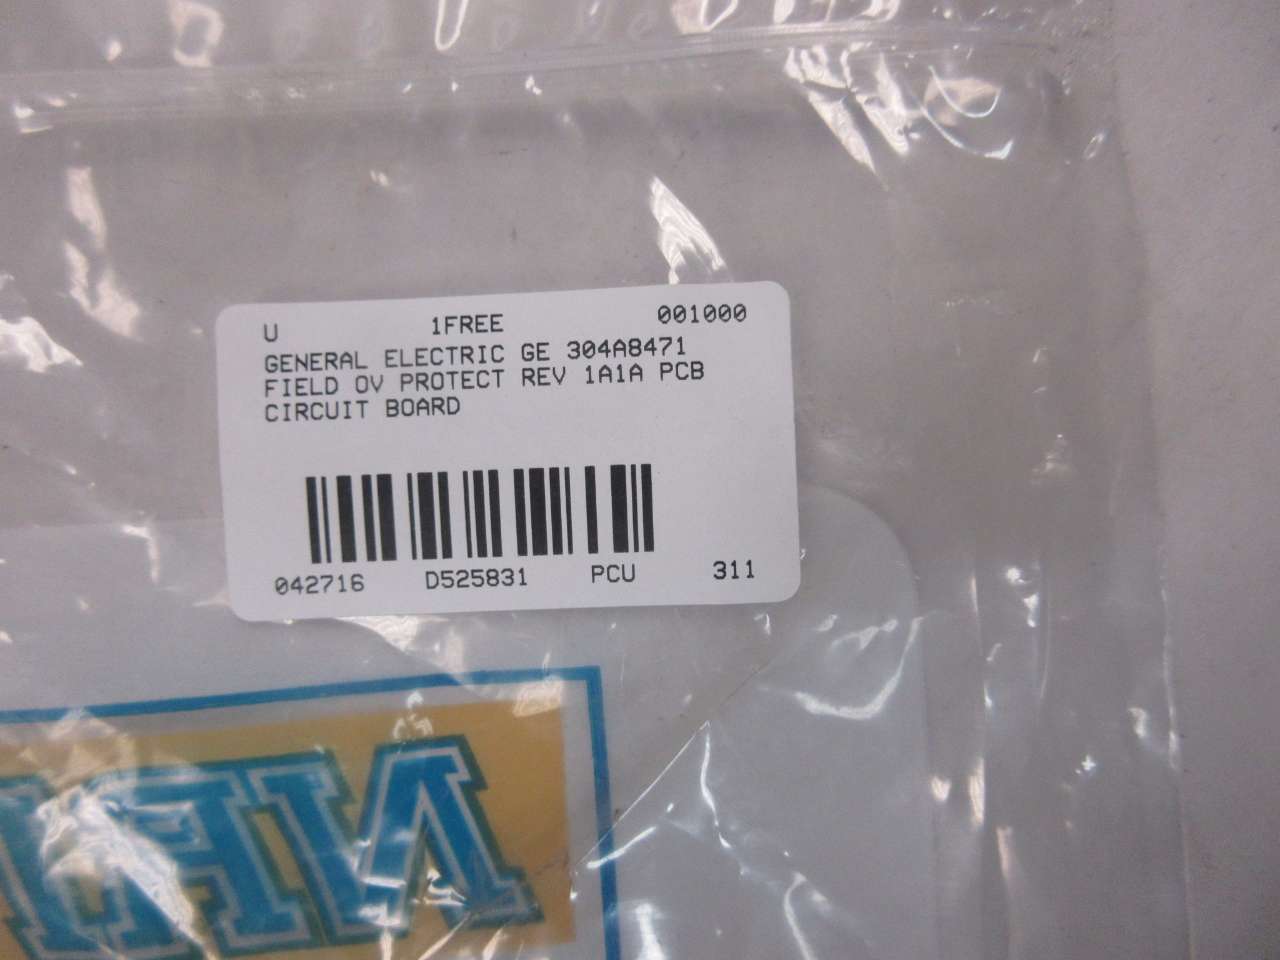 U 1FREE 001000
GENERAL ELECTRIC GE 304A8471
FIELD OV PROTECT REV 1A1A PCB
CIRCUIT BOARD
042716 D525831 PCU 311